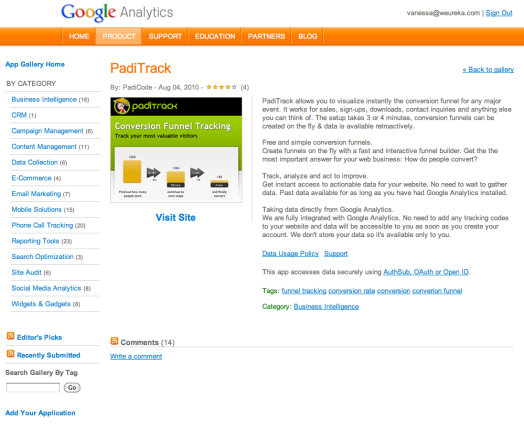 Google Analytics
vanessa@weureka.com | Sign Out
HOME PRODUCT SUPPORT EDUCATION PARTNERS BLOG
App Gallery Home
BY CATEGORY
Business Intelligence (16)
CRM (1)
Campaign Management (6)
Content Management (11)
Data Collection (6)
E-Commerce (4)
Email Marketing (7)
Mobile Solutions (15)
Phone Call Tracking (20)
Reporting Tools (23)
Search Optimization (3)
Site Audit (6)
Social Media Analytics (8)
Widgets & Gadgets (6)
Editor's Picks
Recently Submitted
Search Gallery By Tag
Go
Add Your Application
PadiTrack
« Back to gallery
By: PadiCode - Aug 04, 2010 - (4)
paditrack
Conversion Funnel Tracking
Track your most valuable visitors
Visit Site
PadiTrack allows you to visualize instantly the conversion funnel for any major
event. It works for sales, sign-ups, downloads, contact inquiries and anything else
you can think of. The setup takes 3 or 4 minutes, conversion funnels can be
created on the fly & data is available retroactively.
Free and simple conversion funnels.
Create funnels on the fly with a fast and interactive funnel builder. Get the the
most important answer for your web business: How do people convert?
Track, analyze and act to improve.
Get instant access to actionable data for your website. No need to wait to gather
data. Past data available for as long as you have had Google Analytics installed.
Taking data directly from Google Analytics.
We are fully integrated with Google Analytics. No need to add any tracking codes
to your website and data will be accessible to you as soon as you create your
account. We don't store your data so it's available only to you.
Data Usage Policy Support
This app accesses data securely using AuthSub, OAuth or Open ID.
Tags: funnel tracking conversion rate conversion converion funnel
Category: Business Intelligence
Comments (14)
Write a comment